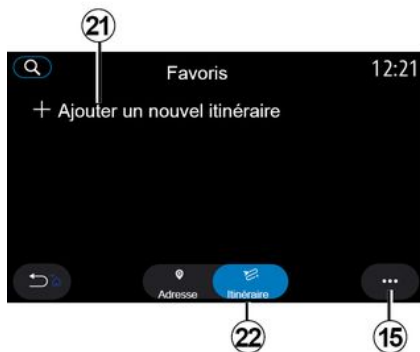 21
Favoris
12:21
+ Ajouter un nouvel itinéraire
Adresse
Itinéraire
...
22
15